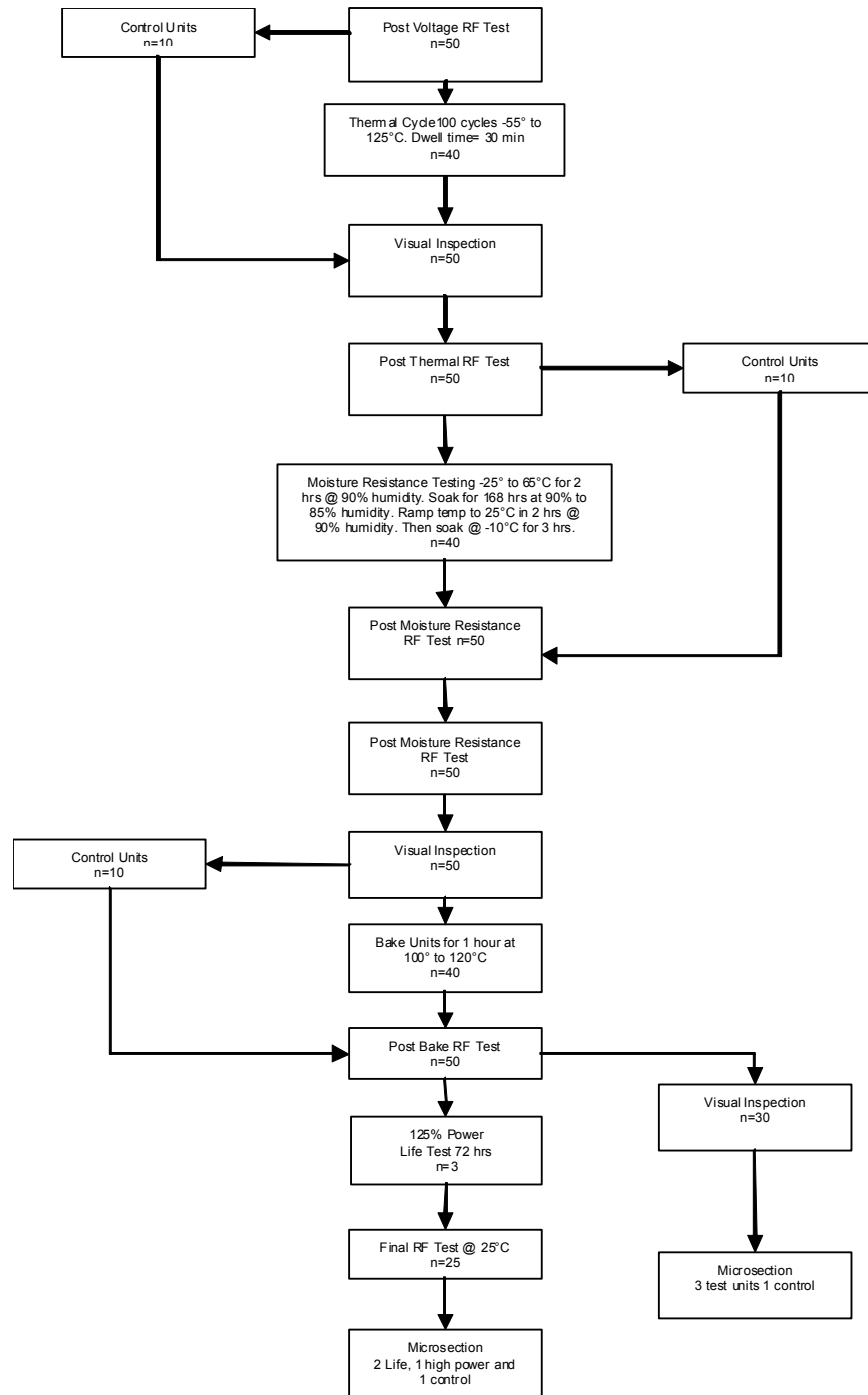 Control Units
n=10
Post Voltage RF Test
n=50
Thermal Cycle100 cycles -55° to
125°C. Dwell time= 30 min
n=40
Visual Inspection
n=50
Post Thermal RF Test
n=50
Control Units
n=10
Moisture Resistance Testing -25° to 65°C for 2
hrs @ 90% humidity. Soak for 168 hrs at 90% to
85% humidity. Ramp temp to 25°C in 2 hrs @
90% humidity. Then soak @ -10°C for 3 hrs.
n=40
Post Moisture Resistance
RF Test n=50
Post Moisture Resistance
RF Test
n=50
Control Units
n=10
Visual Inspection
n=50
Bake Units for 1 hour at
100° to 120°C
n=40
Post Bake RF Test
n=50
Visual Inspection
n=30
125% Power
Life Test 72 hrs
n=3
Final RF Test @ 25°C
n=25
Microsection
3 test units 1 control
Microsection
2 Life, 1 high power and
1 control